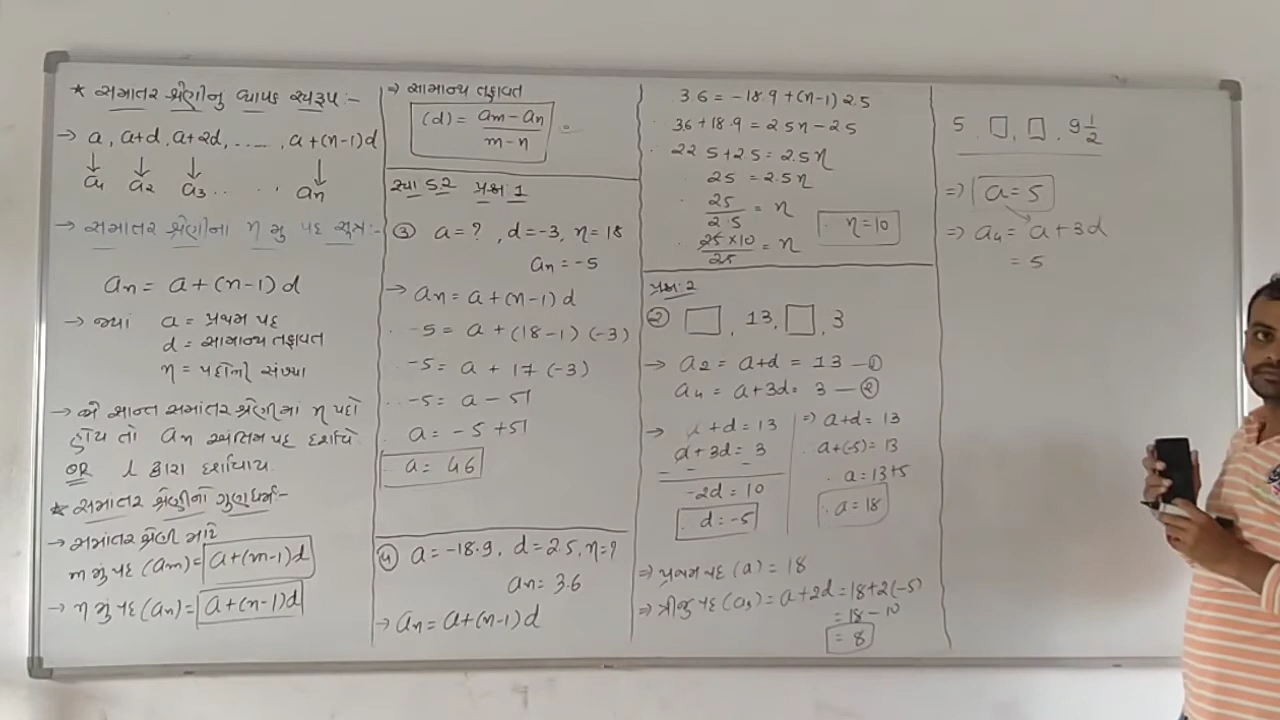 * સમાંતર શ્રેણીનું વ્યાપક સ્વરૂપ:-
→ a, a+d, a+2d, ....., a+(n-1)d
↓ ↓ ↓ ↓
a1 a2 a3 ... . . an
→ સમાંતર શ્રેણીના n મુ પદ સૂત્ર:-
an = a+(n-1)d
→ જ્યાં a = પ્રથમ પદ
d = સામાન્ય તફાવત
n = પદોની સંખ્યા
→ જો સાન્ત સમાંતર શ્રેણીમાં n પદો
હોય તો an અંતિમ પદ દર્શાવે
OR l દ્વારા દર્શાવાય
* સમાંતર શ્રેણીનો ગુણધર્મ:-
→ સમાંતર શ્રેણી માટે
m મું પદ (am) = a+(m-1)d
→ n મું પદ (an) = a+(n-1)d
→ સામાન્ય તફાવત
(d) = am-an
m-n
સ્વા 5.2 પ્રશ્ન:1
③ a=?, d=-3, n=18
an=-5
→ an=a+(n-1)d
-5=a+(18-1)(-3)
-5=a+17(-3)
-5=a-51
a=-5+51
a=46
૫ a=-18.9, d=2.5, n=?
an=3.6
→ an=a+(n-1)d
3.6=-18.9+(n-1)2.5
3.6+18.9=2.5n-2.5
22.5+2.5=2.5n
25=2.5n
25
2.5 =n
25×10
25 =n
n=10
પ્રશ્ન:2
② □, 13, □, 3
→ a2=a+d=13 — ①
a4=a+3d=3 — ②
→ a+d=13
a+3d=3
- - -
-2d=10
d=-5
⇒ a+d=13
a+(-5)=13
a=13+5
a=18
⇒ પ્રથમ પદ (a)=18
⇒ ત્રીજુ પદ (a3)=a+2d=18+2(-5)
=18-10
=8
5, □, □, 9 1/2
⇒ a=5
⇒ a4=a+3d
=5